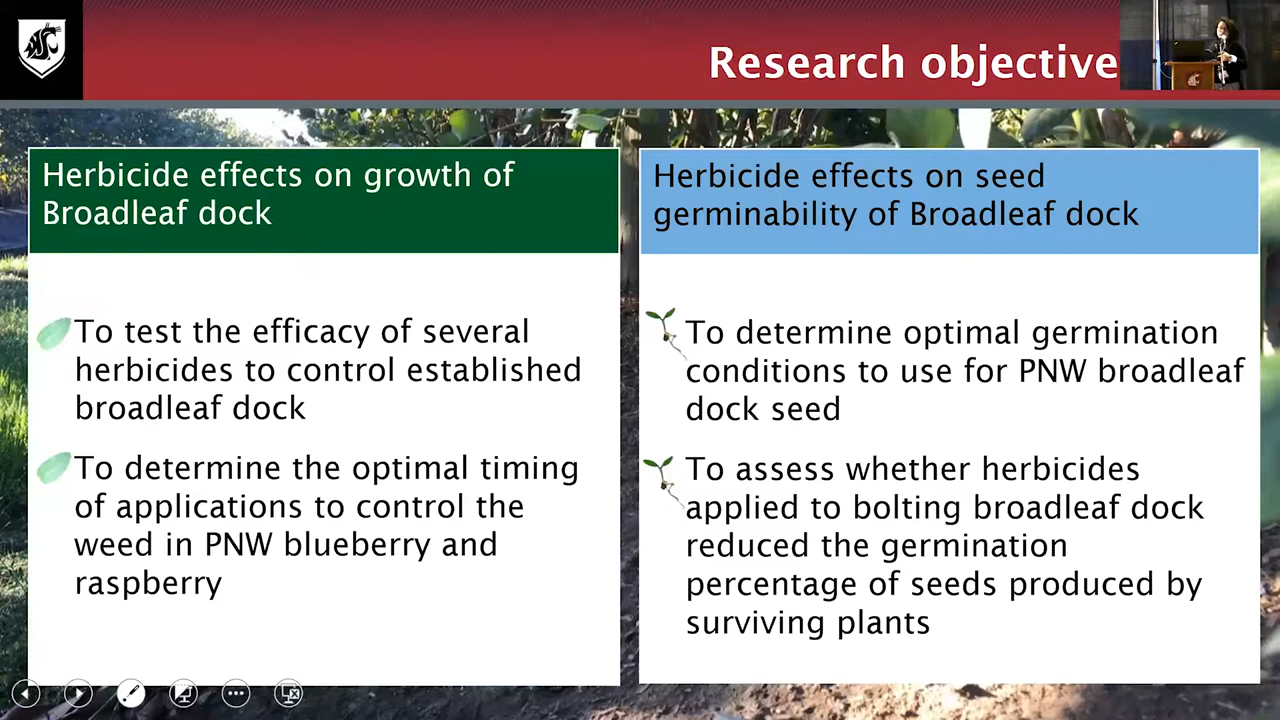 Research objective
Herbicide effects on growth of
Broadleaf dock
To test the efficacy of several
herbicides to control established
broadleaf dock
To determine the optimal timing
of applications to control the
weed in PNW blueberry and
raspberry
Herbicide effects on seed
germinability of Broadleaf dock
To determine optimal germination
conditions to use for PNW broadleaf
dock seed
To assess whether herbicides
applied to bolting broadleaf dock
reduced the germination
percentage of seeds produced by
surviving plants